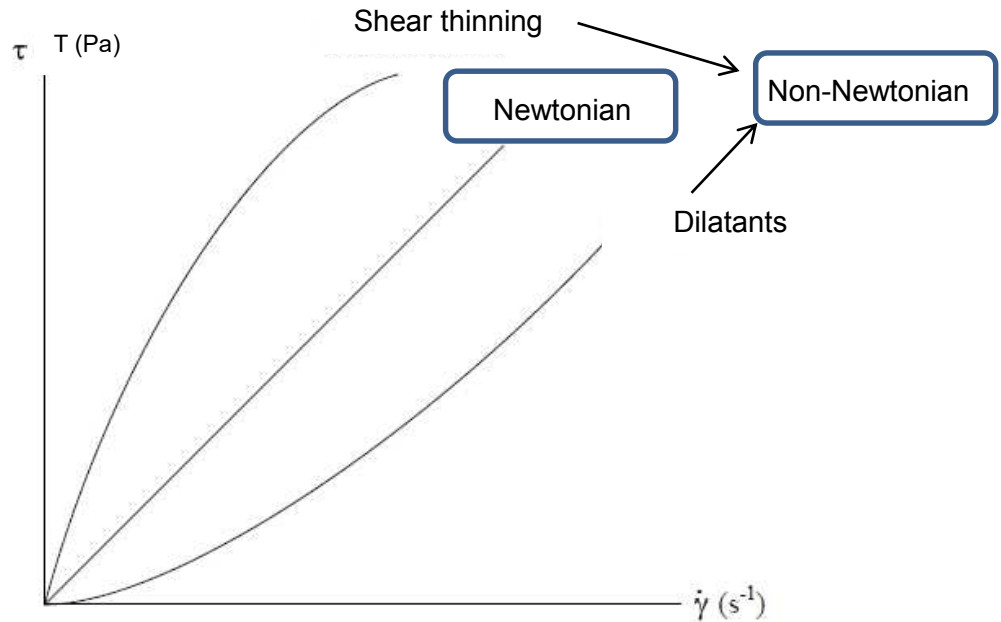 Shear thinning
τ T (Pa)
Newtonian
Non-Newtonian
Dilatants
γ̇ (s⁻¹)